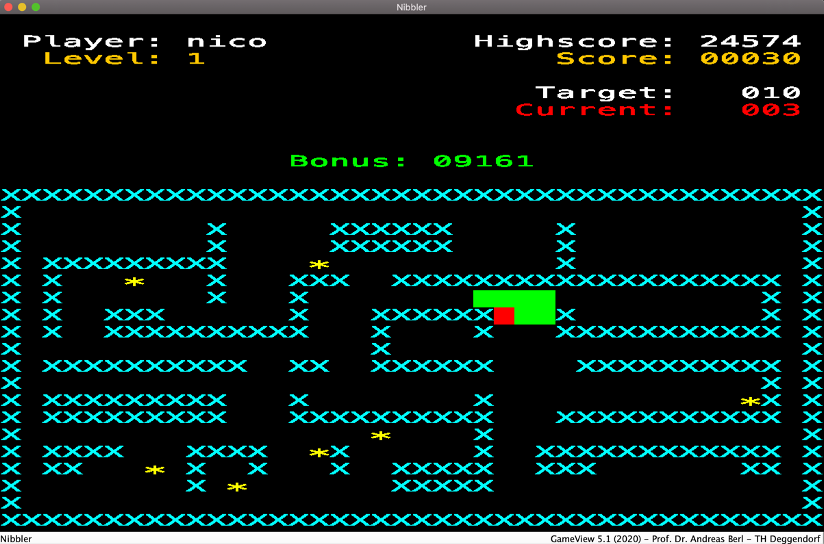 Nibbler
Player: nico
Highscore: 24574
Level: 1
Score: 00030
Target: 010
Current: 003
Bonus: 09161
Nibbler
GameView 5.1 (2020) - Prof. Dr. Andreas Berl - TH Deggendorf